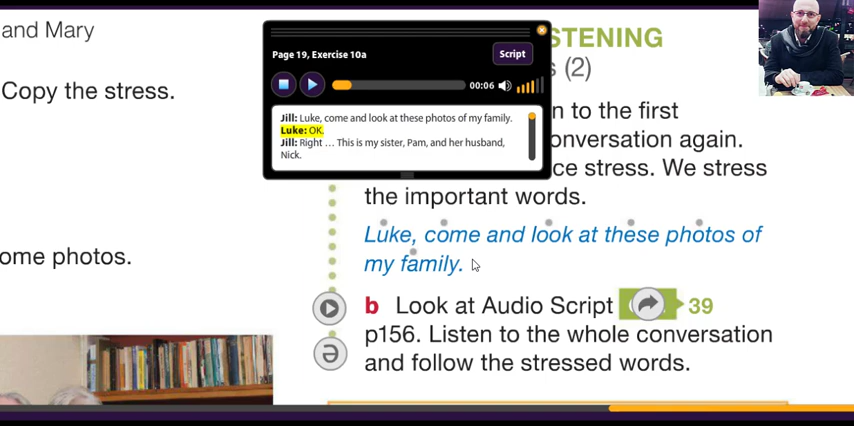 and Mary
Copy the stress.
ome photos.
Page 19, Exercise 10a
Script
00:06
Jill: Luke, come and look at these photos of my family.
Luke: OK.
Jill: Right ... This is my sister, Pam, and her husband,
Nick.
STENING
s (2)
n to the first
onversation again.
ce stress. We stress
the important words.
Luke, come and look at these photos of
my family.
b Look at Audio Script 39
p156. Listen to the whole conversation
and follow the stressed words.
ə